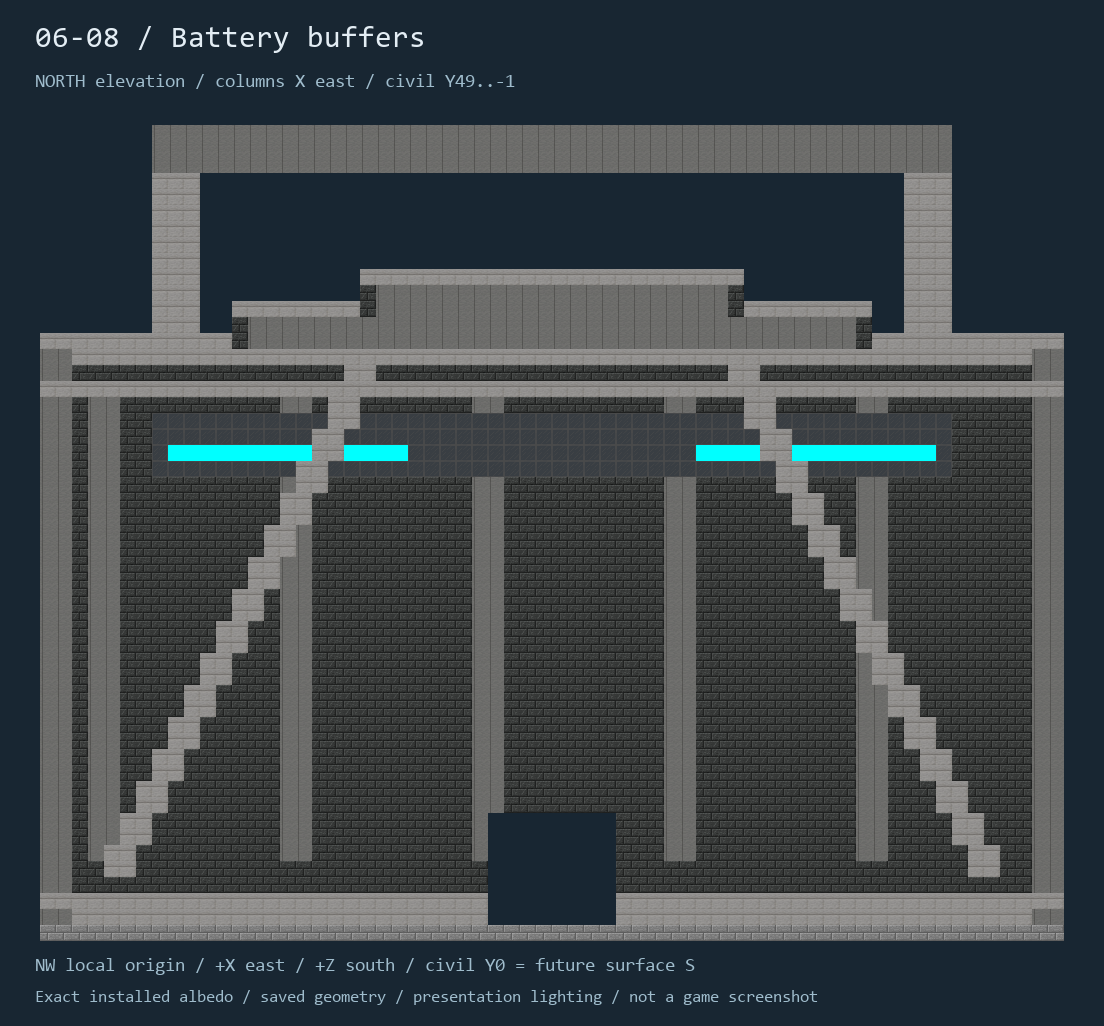 06-08 / Battery buffers
NORTH elevation / columns X east / civil Y49..-1
NW local origin / +X east / +Z south / civil Y0 = future surface S
Exact installed albedo / saved geometry / presentation lighting / not a game screenshot